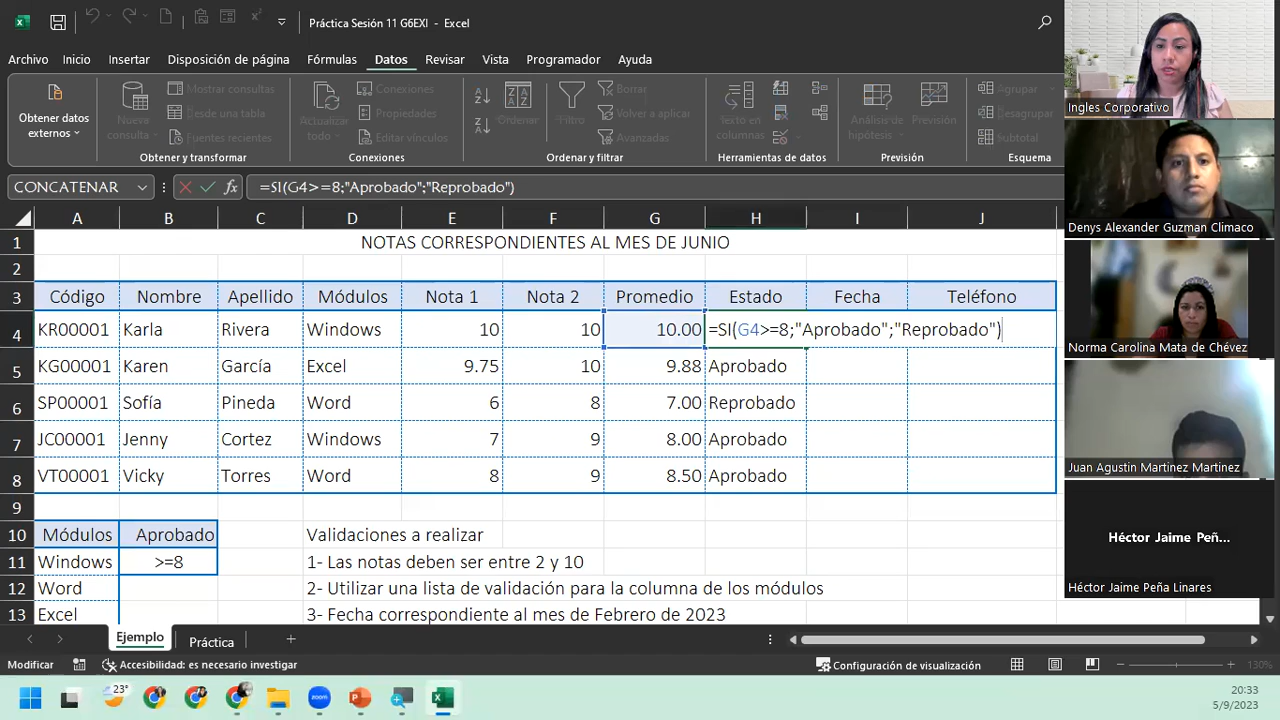 Práctica Sesión 11 G6EXI - Excel
Archivo Inicio Insertar Disposición de página Fórmulas Revisar Ayuda
Obtener datos externos
Nueva consulta
Mostrar consultas
Desde una tabla
Fuentes recientes
Actualizar todo
Editar vínculos
Ordenar
Filtro
Borrar
Volver a aplicar
Avanzadas
Texto en columnas
Análisis de hipótesis
Previsión
Agrupar
Desagrupar
Subtotal
Obtener y transformar Conexiones Ordenar y filtrar Herramientas de datos Previsión Esquema
CONCATENAR fx =SI(G4>=8;"Aprobado";"Reprobado")
A B C D E F G H I J
1 NOTAS CORRESPONDIENTES AL MES DE JUNIO
2
3 Código Nombre Apellido Módulos Nota 1 Nota 2 Promedio Estado Fecha Teléfono
4 KR00001 Karla Rivera Windows 10 10 10.00 =SI(G4>=8;"Aprobado";"Reprobado")
5 KG00001 Karen García Excel 9.75 10 9.88 Aprobado
6 SP00001 Sofía Pineda Word 6 8 7.00 Reprobado
7 JC00001 Jenny Cortez Windows 7 9 8.00 Aprobado
8 VT00001 Vicky Torres Word 8 9 8.50 Aprobado
9
10 Módulos Aprobado Validaciones a realizar
11 Windows >=8 1- Las notas deben ser entre 2 y 10
12 Word 2- Utilizar una lista de validación para la columna de los módulos
13 Excel 3- Fecha correspondiente al mes de Febrero de 2023
Ejemplo Práctica
Modificar Accesibilidad: es necesario investigar Configuración de visualización 130%
23°
zoom
20:33
5/9/2023
Ingles Corporativo
Denys Alexander Guzman Climaco
Norma Carolina Mata de Chévez
Juan Agustin Martinez Martinez
Héctor Jaime Peñ...
Héctor Jaime Peña Linares